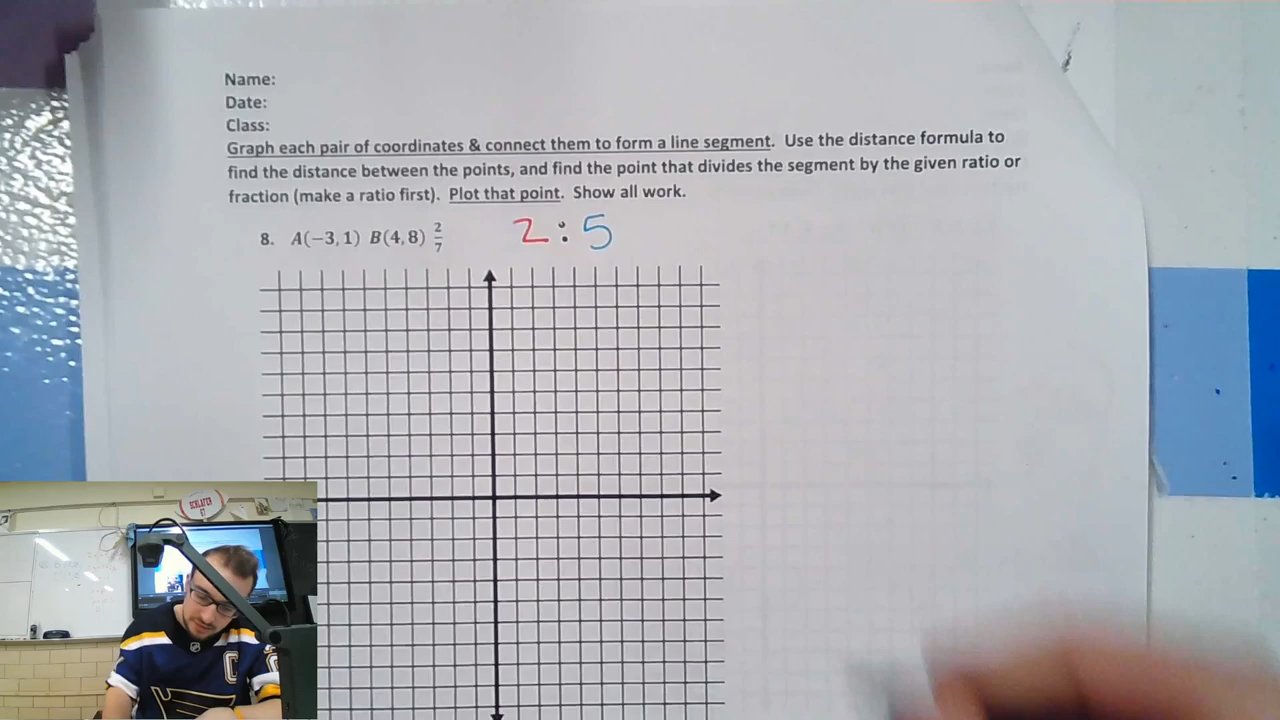 Name:
Date:
Class:
Graph each pair of coordinates & connect them to form a line segment. Use the distance formula to
find the distance between the points, and find the point that divides the segment by the given ratio or
fraction (make a ratio first). Plot that point. Show all work.
8. A(−3, 1) B(4, 8) 2/7 2 : 5
SCHLATER
67
C